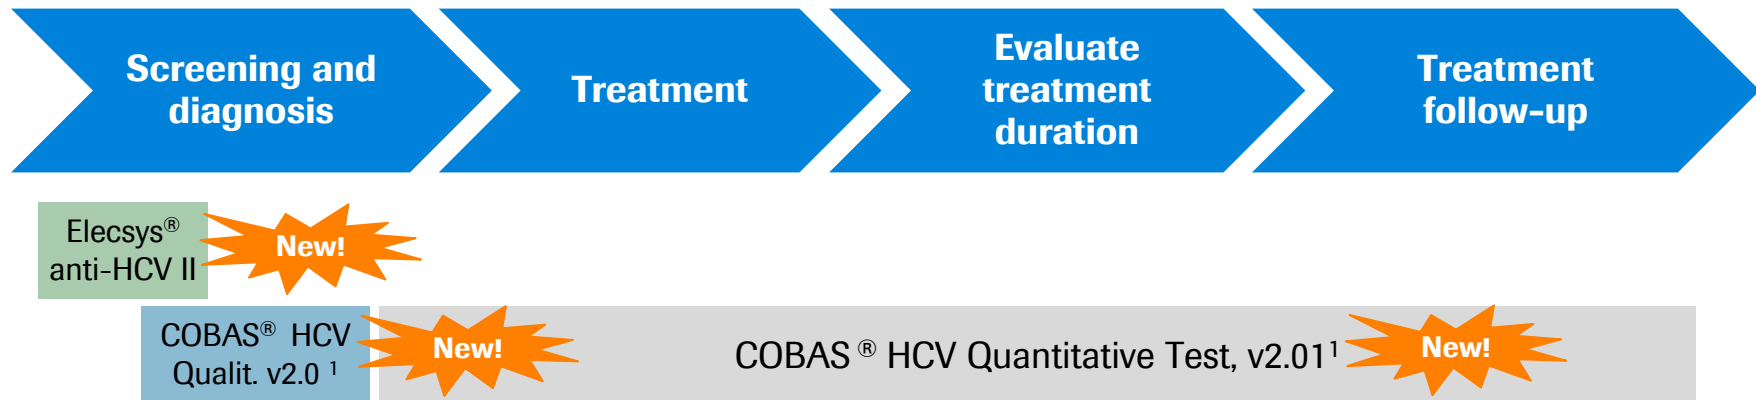 Screening and
diagnosis
Treatment
Evaluate
treatment
duration
Treatment
follow-up
Elecsys®
anti-HCV II
New!
COBAS® HCV
Qualit. v2.0 ¹
New!
COBAS ® HCV Quantitative Test, v2.01¹
New!